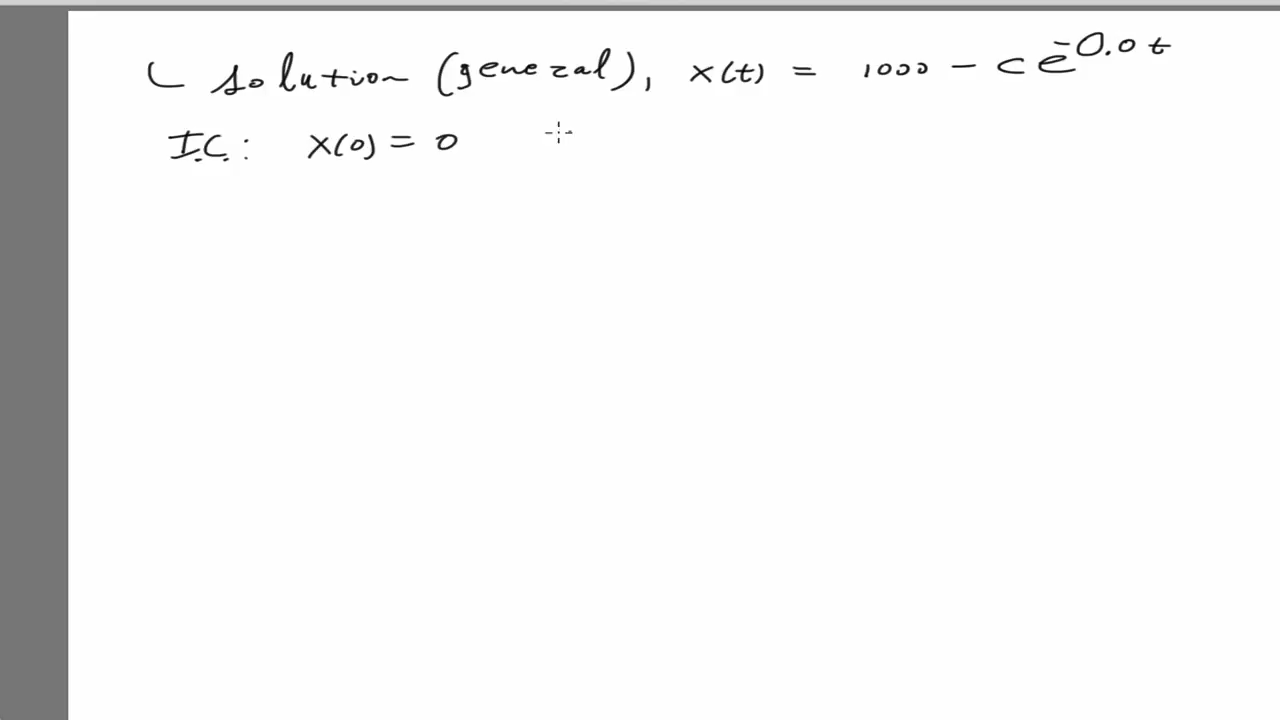 solution (general), x(t) = 1000 - ce^-0.0t
I.C.: x(0) = 0